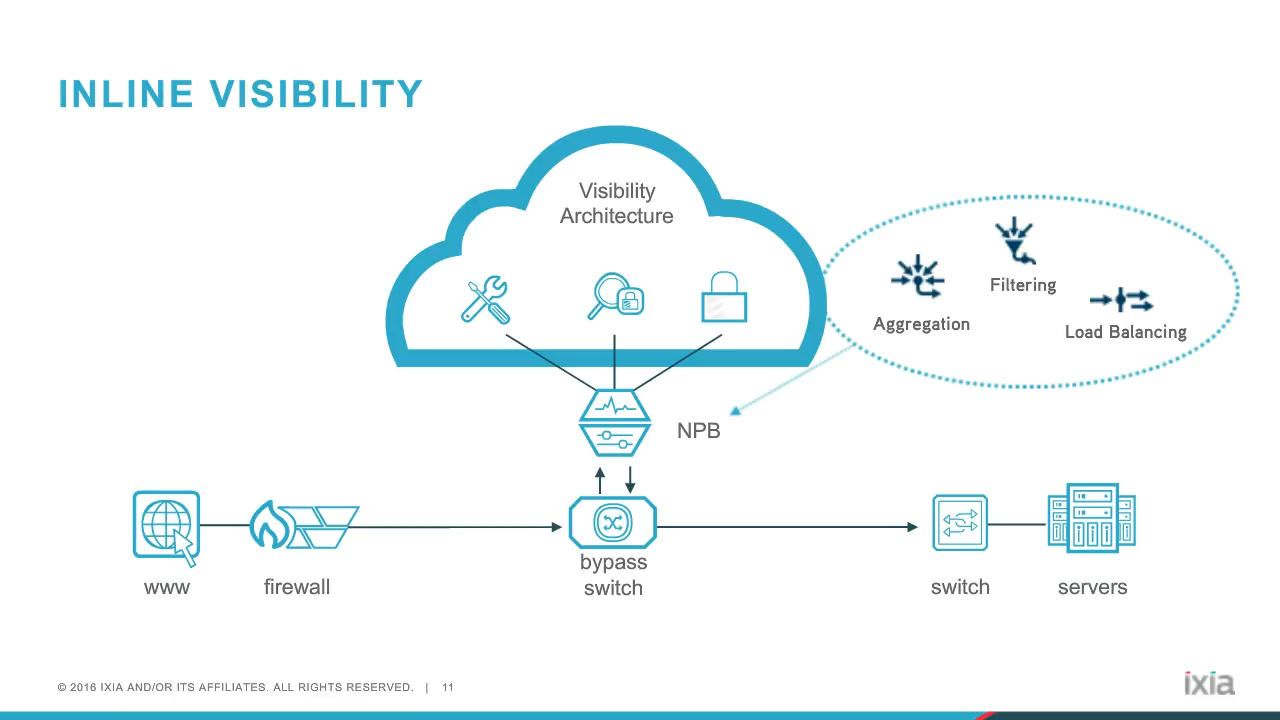 INLINE VISIBILITY
Visibility
Architecture
Filtering
Aggregation
Load Balancing
NPB
www
firewall
bypass
switch
switch
servers
© 2016 IXIA AND/OR ITS AFFILIATES. ALL RIGHTS RESERVED. | 11
ixia